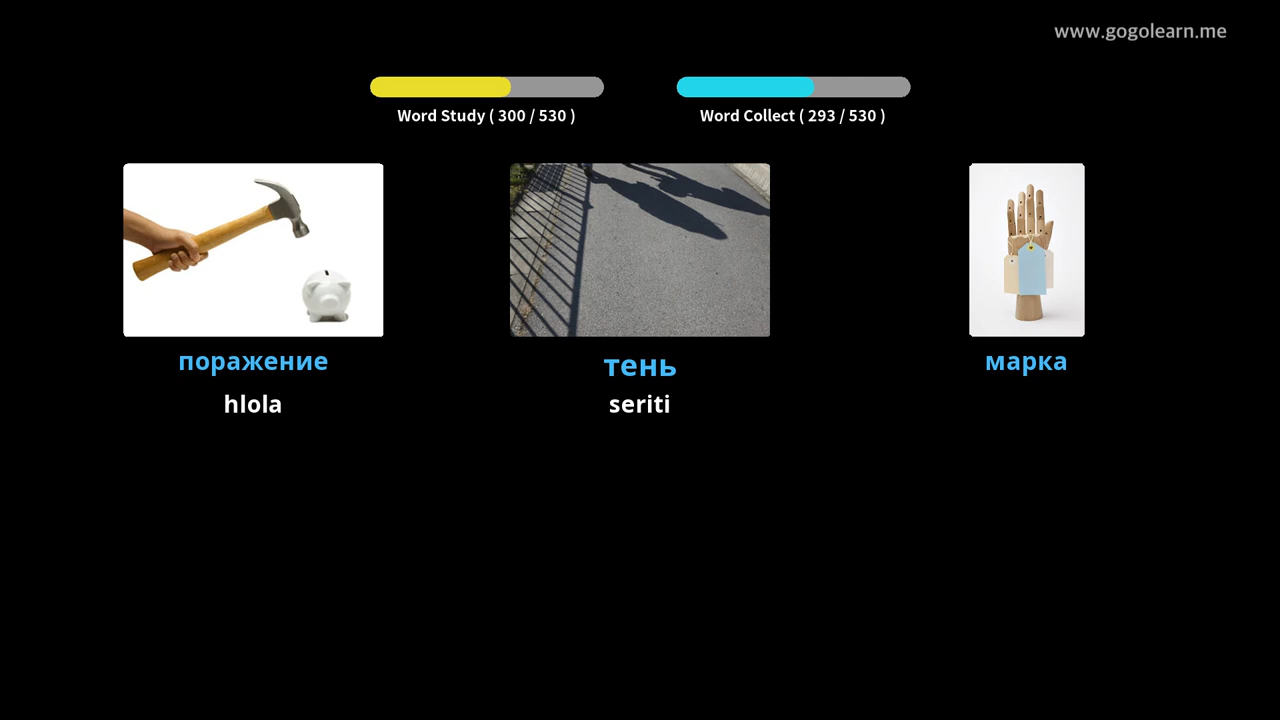 www.gogolearn.me
Word Study ( 300 / 530 )
Word Collect ( 293 / 530 )
поражение
тень
марка
hlola
seriti